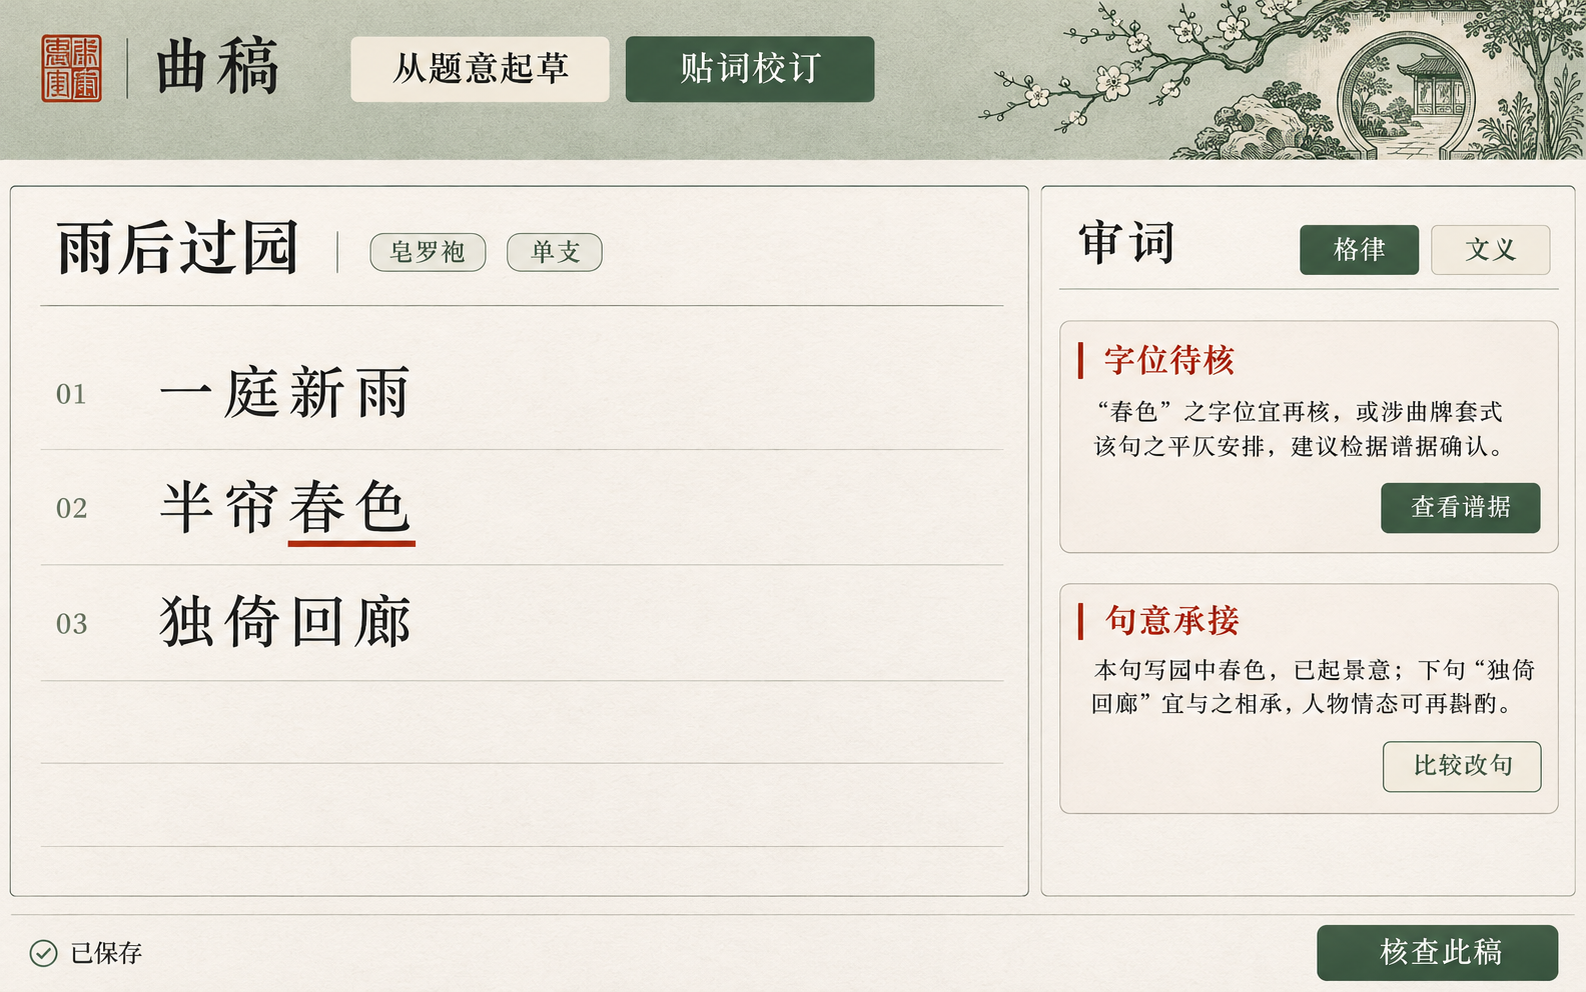 曲稿
从题意起草
贴词校订
雨后过园
皂罗袍
单支
01 一庭新雨
02 半帘春色
03 独倚回廊
审词
格律
文义
字位待核
“春色”之字位宜再核，或涉曲牌套式
该句之平仄安排，建议检据谱据确认。
查看谱据
句意承接
本句写园中春色，已起景意；下句“独倚
回廊”宜与之相承，人物情态可再斟酌。
比较改句
已保存
核查此稿